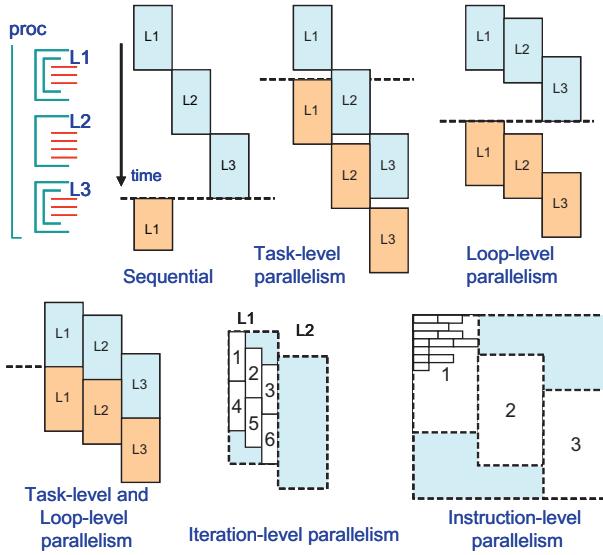 proc
L1
L2
L3
time
L1
L2
L3
L1
Sequential
L1
L1
L2
L2
L3
L3
Task-level
parallelism
L1
L2
L3
L1
L2
L3
Loop-level
parallelism
L1
L2
L3
L1
L2
L3
Task-level and
Loop-level
parallelism
L1
L2
1
2
3
4
5
6
Iteration-level parallelism
1
2
3
Instruction-level
parallelism